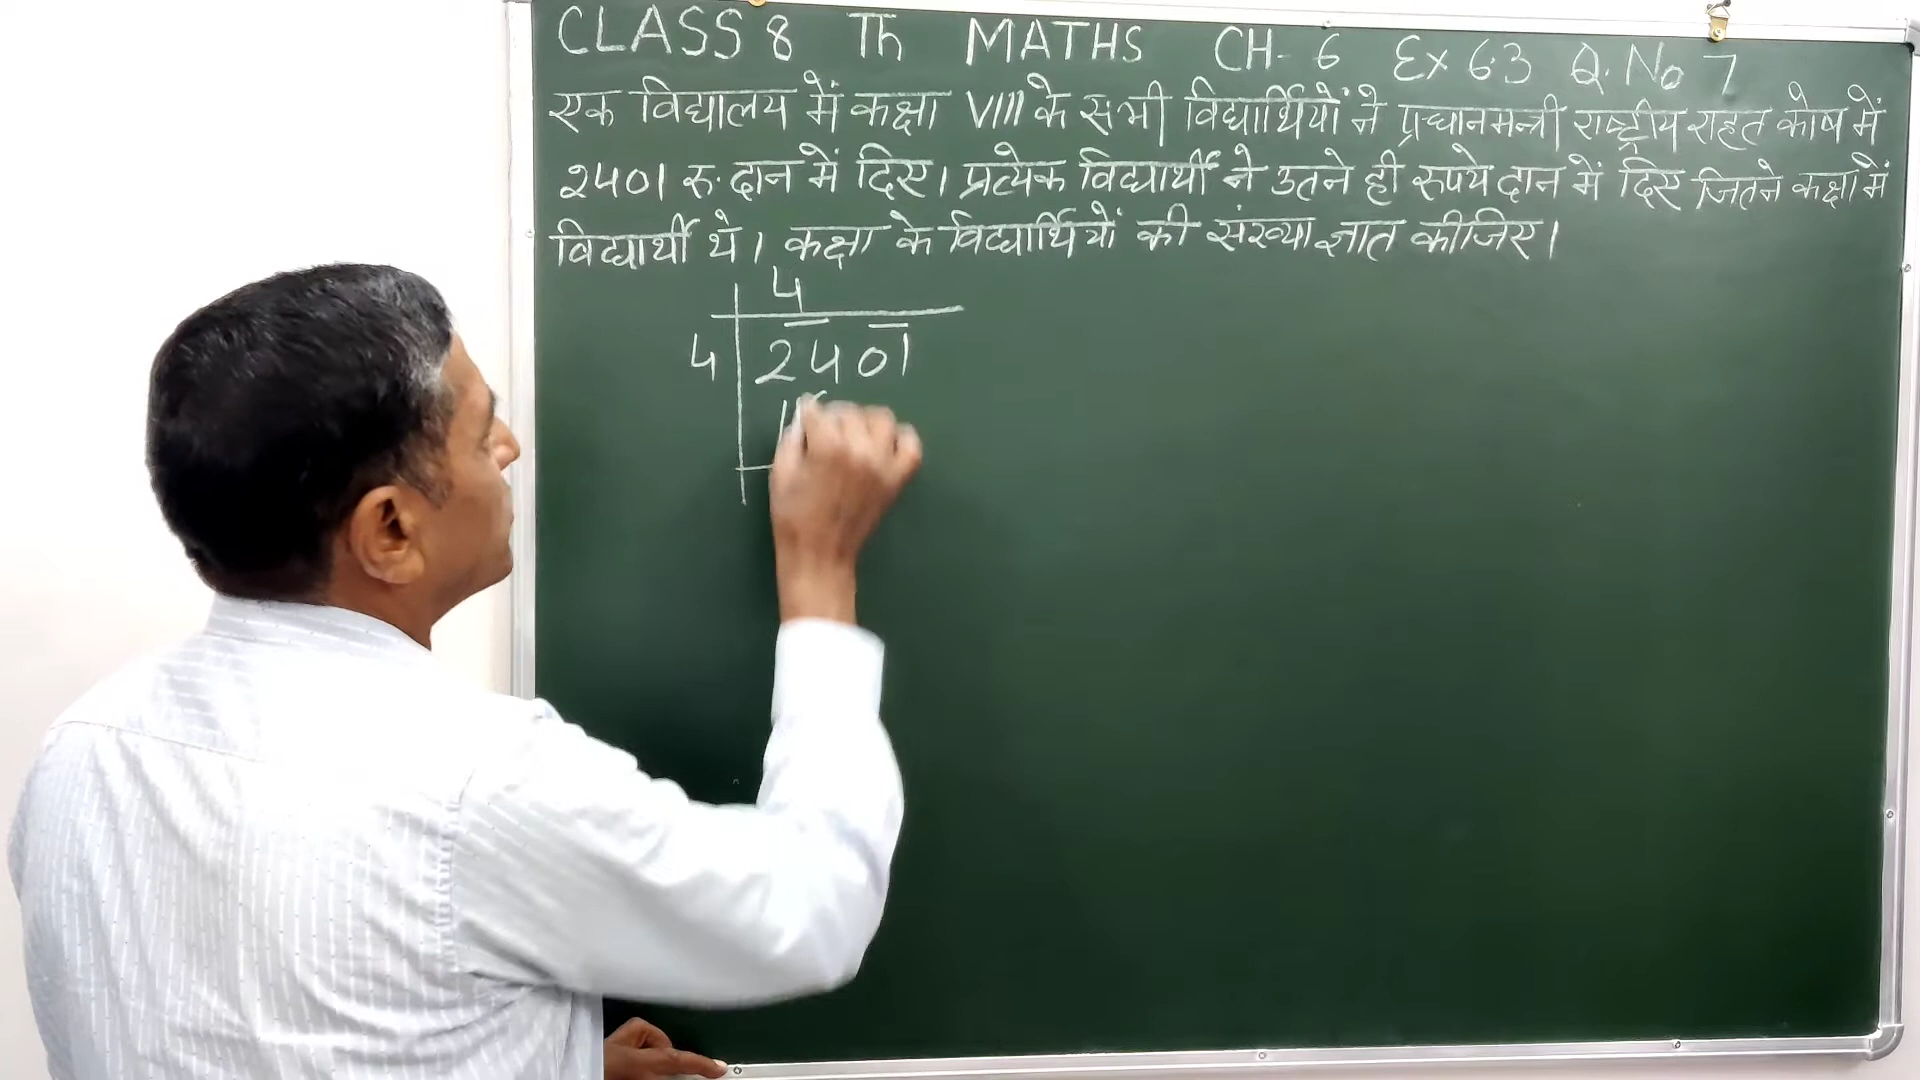 CLASS 8 Th MATHS CH- 6 Ex 6.3 Q. No 7
एक विद्यालय में कक्षा VIII के सभी विद्यार्थियों ने प्रधानमन्त्री राष्ट्रीय राहत कोष में
2401 रु. दान में दिए। प्रत्येक विद्यार्थी ने उतने ही रुपये दान में दिए जितने कक्षा में
विद्यार्थी थे। कक्षा के विद्यार्थियों की संख्या ज्ञात कीजिए।
4
4 2401